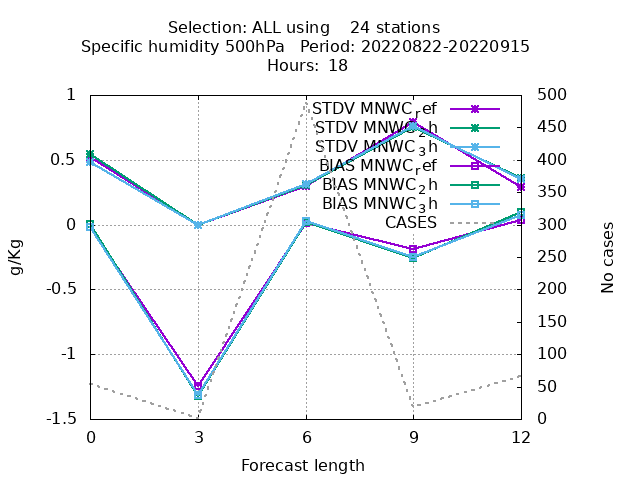 Selection: ALL using    24 stations
Specific humidity 500hPa   Period: 20220822-20220915
Hours: 18
STDV MNWC_ref
STDV MNWC_2h
STDV MNWC_3h
BIAS MNWC_ref
BIAS MNWC_2h
BIAS MNWC_3h
CASES
1
0.5
0
-0.5
-1
-1.5
500
450
400
350
300
250
200
150
100
50
0
g/Kg
No cases
0 3 6 9 12
Forecast length